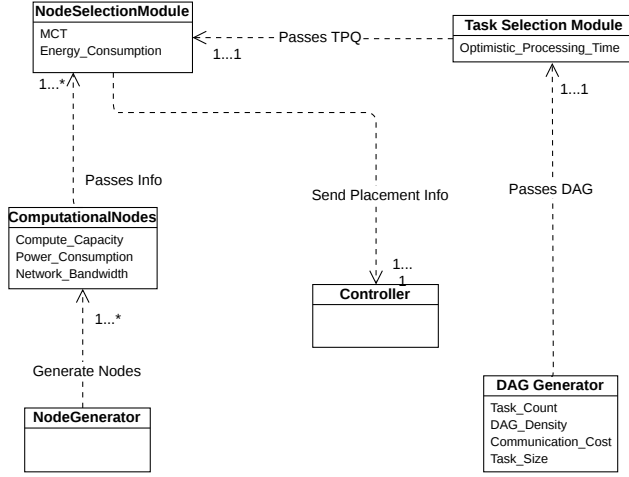 NodeSelectionModule
MCT
Energy_Consumption
Passes TPQ
1...1
Task Selection Module
Optimistic_Processing_Time
1...*
1...1
Passes Info
Send Placement Info
Passes DAG
ComputationalNodes
Compute_Capacity
Power_Consumption
Network_Bandwidth
1...
1
Controller
1...*
Generate Nodes
NodeGenerator
DAG Generator
Task_Count
DAG_Density
Communication_Cost
Task_Size